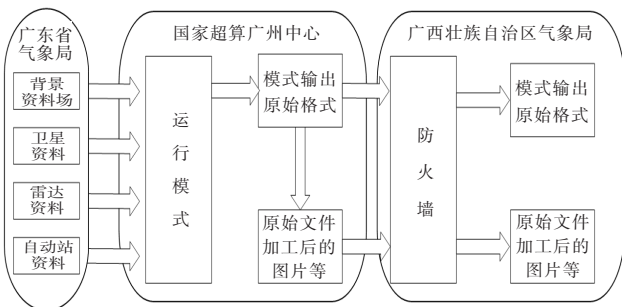 广东省
气象局
背景
资料场
卫星
资料
雷达
资料
自动站
资料
国家超算广州中心
运
行
模
式
模式输出
原始格式
原始文件
加工后的
图片等
广西壮族自治区气象局
防
火
墙
模式输出
原始格式
原始文件
加工后的
图片等